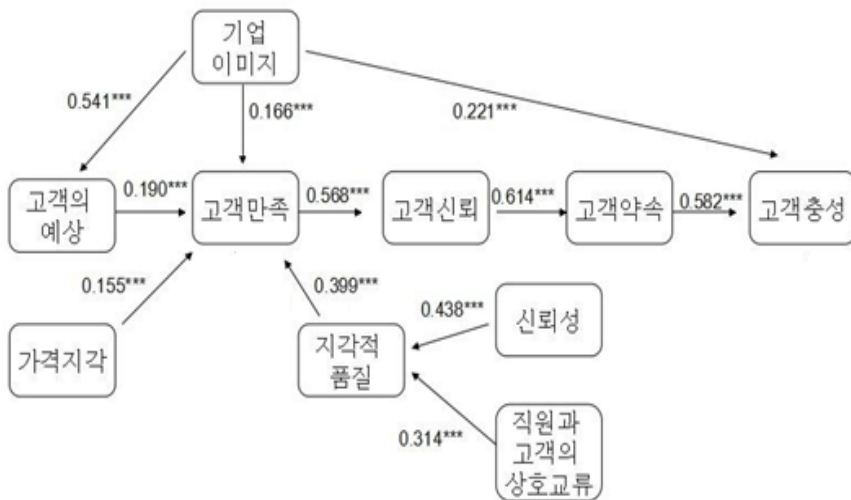 기업
이미지
0.541***
0.166***
0.221***
고객의
예상
0.190***
고객만족
0.568***
고객신뢰
0.614***
고객약속
0.582***
고객충성
0.155***
0.399***
가격지각
지각적
품질
0.438***
신뢰성
0.314***
직원과
고객의
상호교류